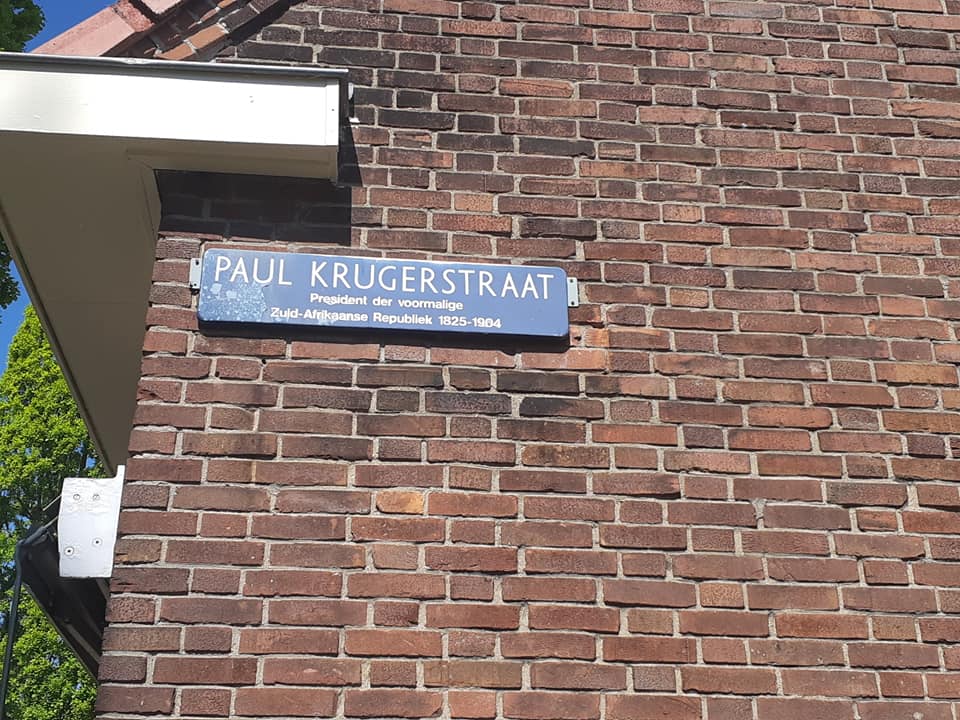 PAUL KRUGERSTRAAT
President der voormalige
Zuid-Afrikaanse Republiek 1825-1904